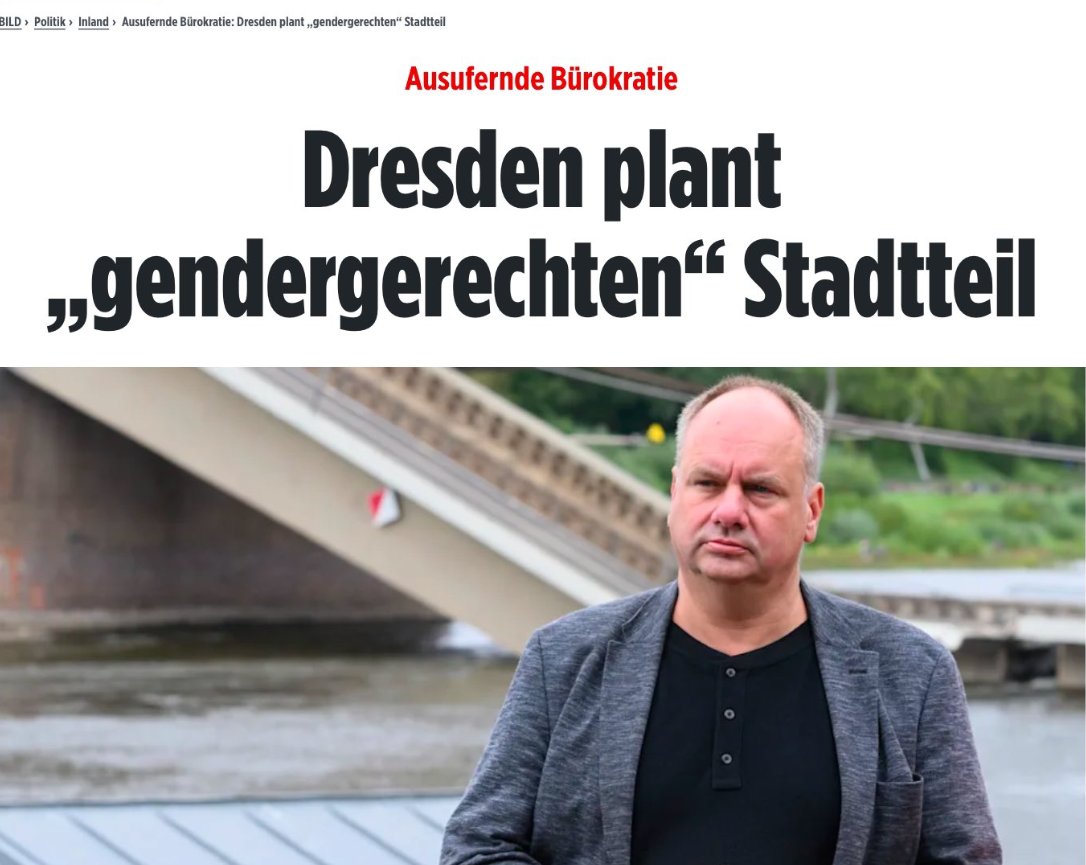 BILD › Politik › Inland › Ausufernde Bürokratie: Dresden plant „gendergerechten“ Stadtteil
Ausufernde Bürokratie
Dresden plant
„gendergerechten“ Stadtteil